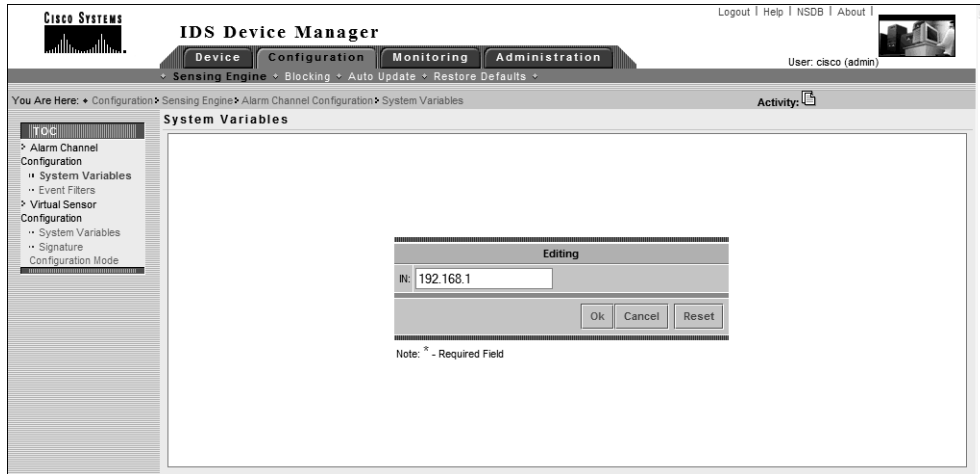 CISCO SYSTEMS
Logout | Help | NSDB | About |
IDS Device Manager
Device Configuration Monitoring Administration
User: cisco (admin)
Sensing Engine Blocking Auto Update Restore Defaults
You Are Here: Configuration Sensing Engine Alarm Channel Configuration System Variables
Activity:
TOC
System Variables
Alarm Channel
Configuration
System Variables
Event Filters
Virtual Sensor
Configuration
System Variables
Signature
Configuration Mode
Editing
IN: 192.168.1
Ok Cancel Reset
Note: * - Required Field